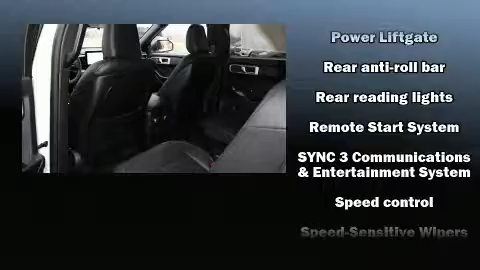 Power Liftgate
Rear anti-roll bar
Rear reading lights
Remote Start System
SYNC 3 Communications
& Entertainment System
Speed control
Speed-Sensitive Wipers